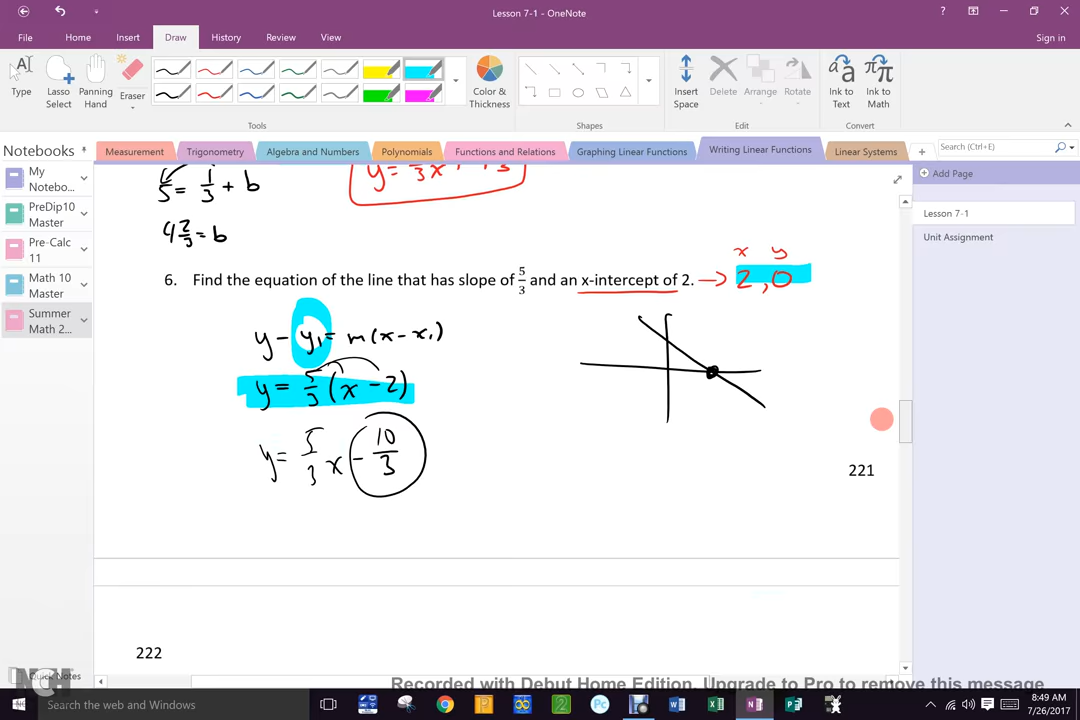 Lesson 7-1 - OneNote
Sign in
File Home Insert Draw History Review View
Type
Lasso Select
Panning Hand
Eraser
Color & Thickness
Insert Space
Delete
Arrange
Rotate
Ink to Text
Ink to Math
Tools
Shapes
Edit
Convert
Notebooks
Measurement Trigonometry Algebra and Numbers Polynomials Functions and Relations Graphing Linear Functions Writing Linear Functions Linear Systems
Search (Ctrl+E)
My Notebo...
PreDip10 Master
Pre-Calc 11
Math 10 Master
Summer Math 2...
Add Page
Lesson 7-1
Unit Assignment
5 = 1/3 + b
4 2/3 = b
x y
6. Find the equation of the line that has slope of 5/3 and an x-intercept of 2. → 2, 0
y - y₁ = m(x - x₁)
y = 5/3 (x - 2)
y = 5/3 x - 10/3
221
222
Quick Notes
NCH
Recorded with Debut Home Edition. Upgrade to Pro to remove this message
Search the web and Windows
8:49 AM
7/26/2017